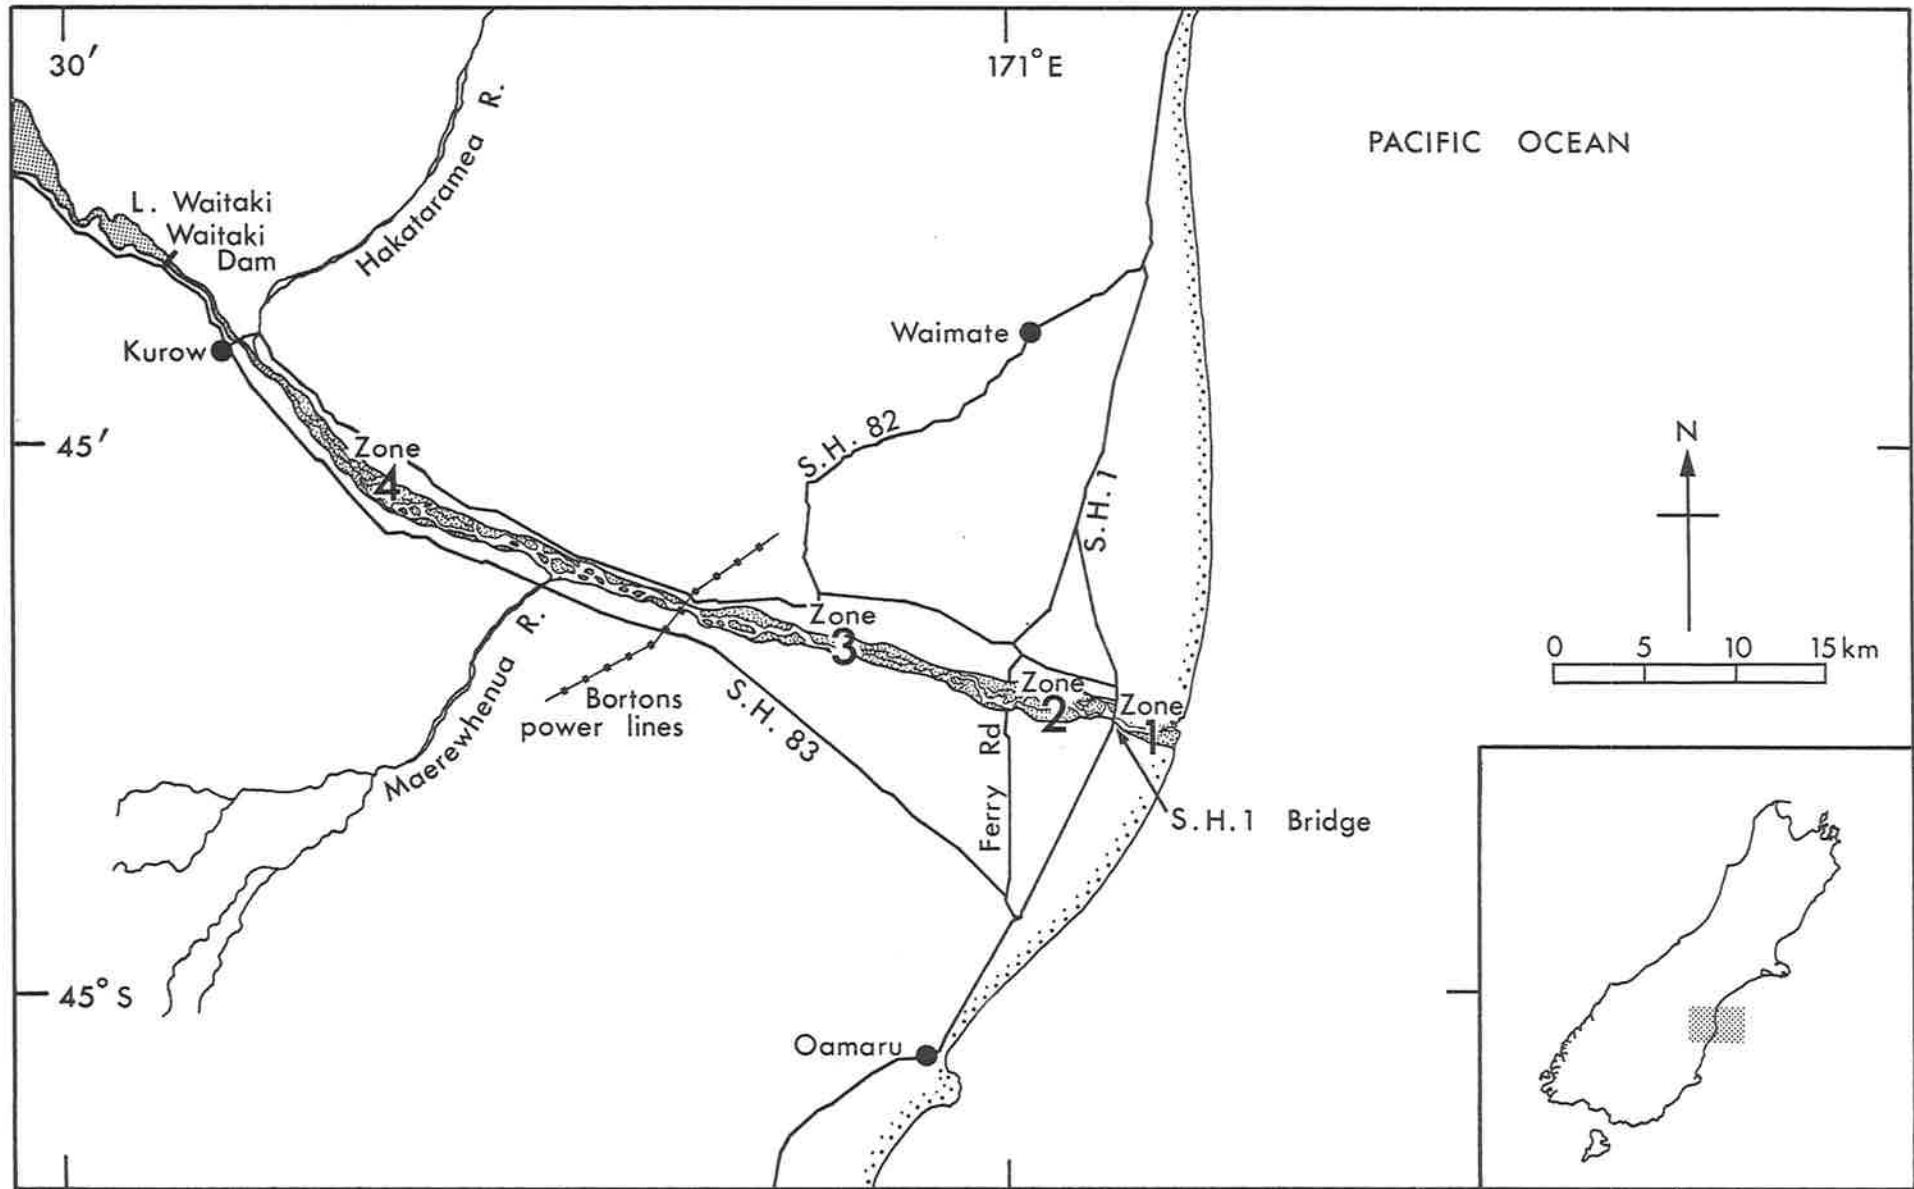 30′
171°E
PACIFIC OCEAN
Hakataramea R.
L. Waitaki
Waitaki
Dam
Kurow
Waimate
45′
Zone
4
S.H. 82
S.H. 1
N
Zone
3
0 5 10 15 km
Maerewhenua R.
Bortons
power lines
S.H. 83
Zone
2
Zone
1
Ferry Rd
S.H.1 Bridge
45°S
Oamaru